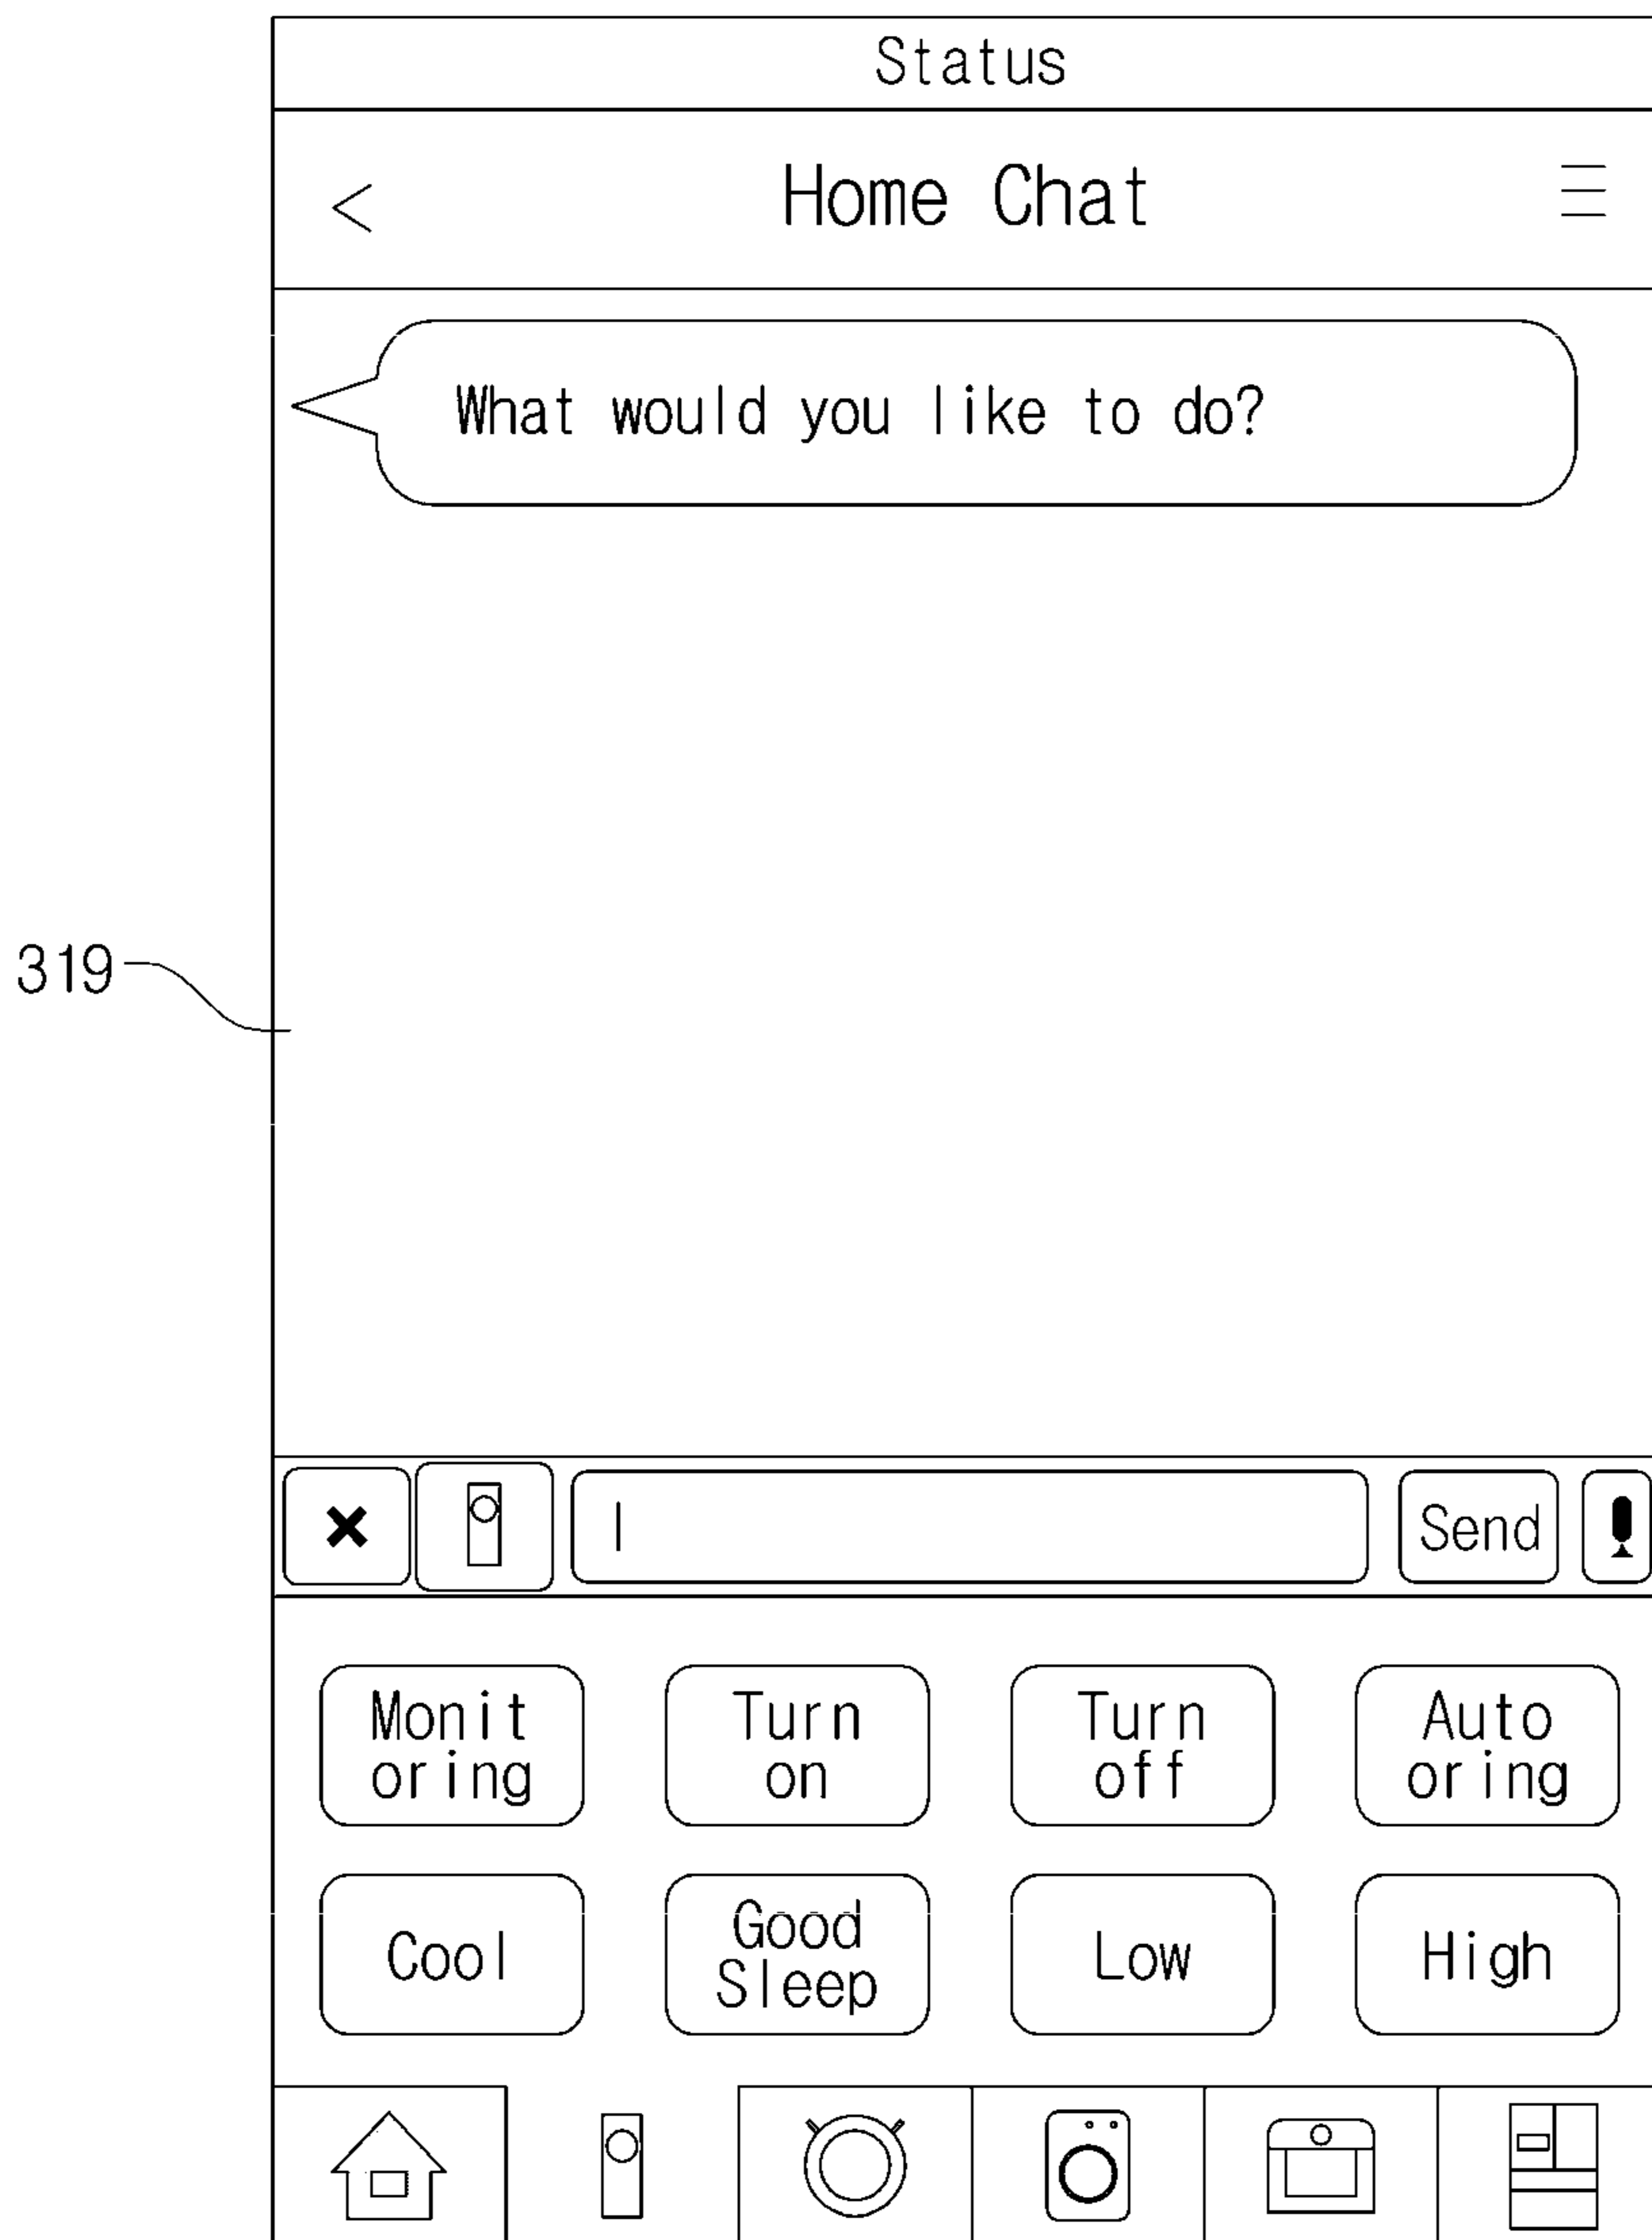 Status
Home Chat
What would you like to do?
319
Send
Monit
oring
Turn
on
Turn
off
Auto
oring
Cool
Good
Sleep
Low
High